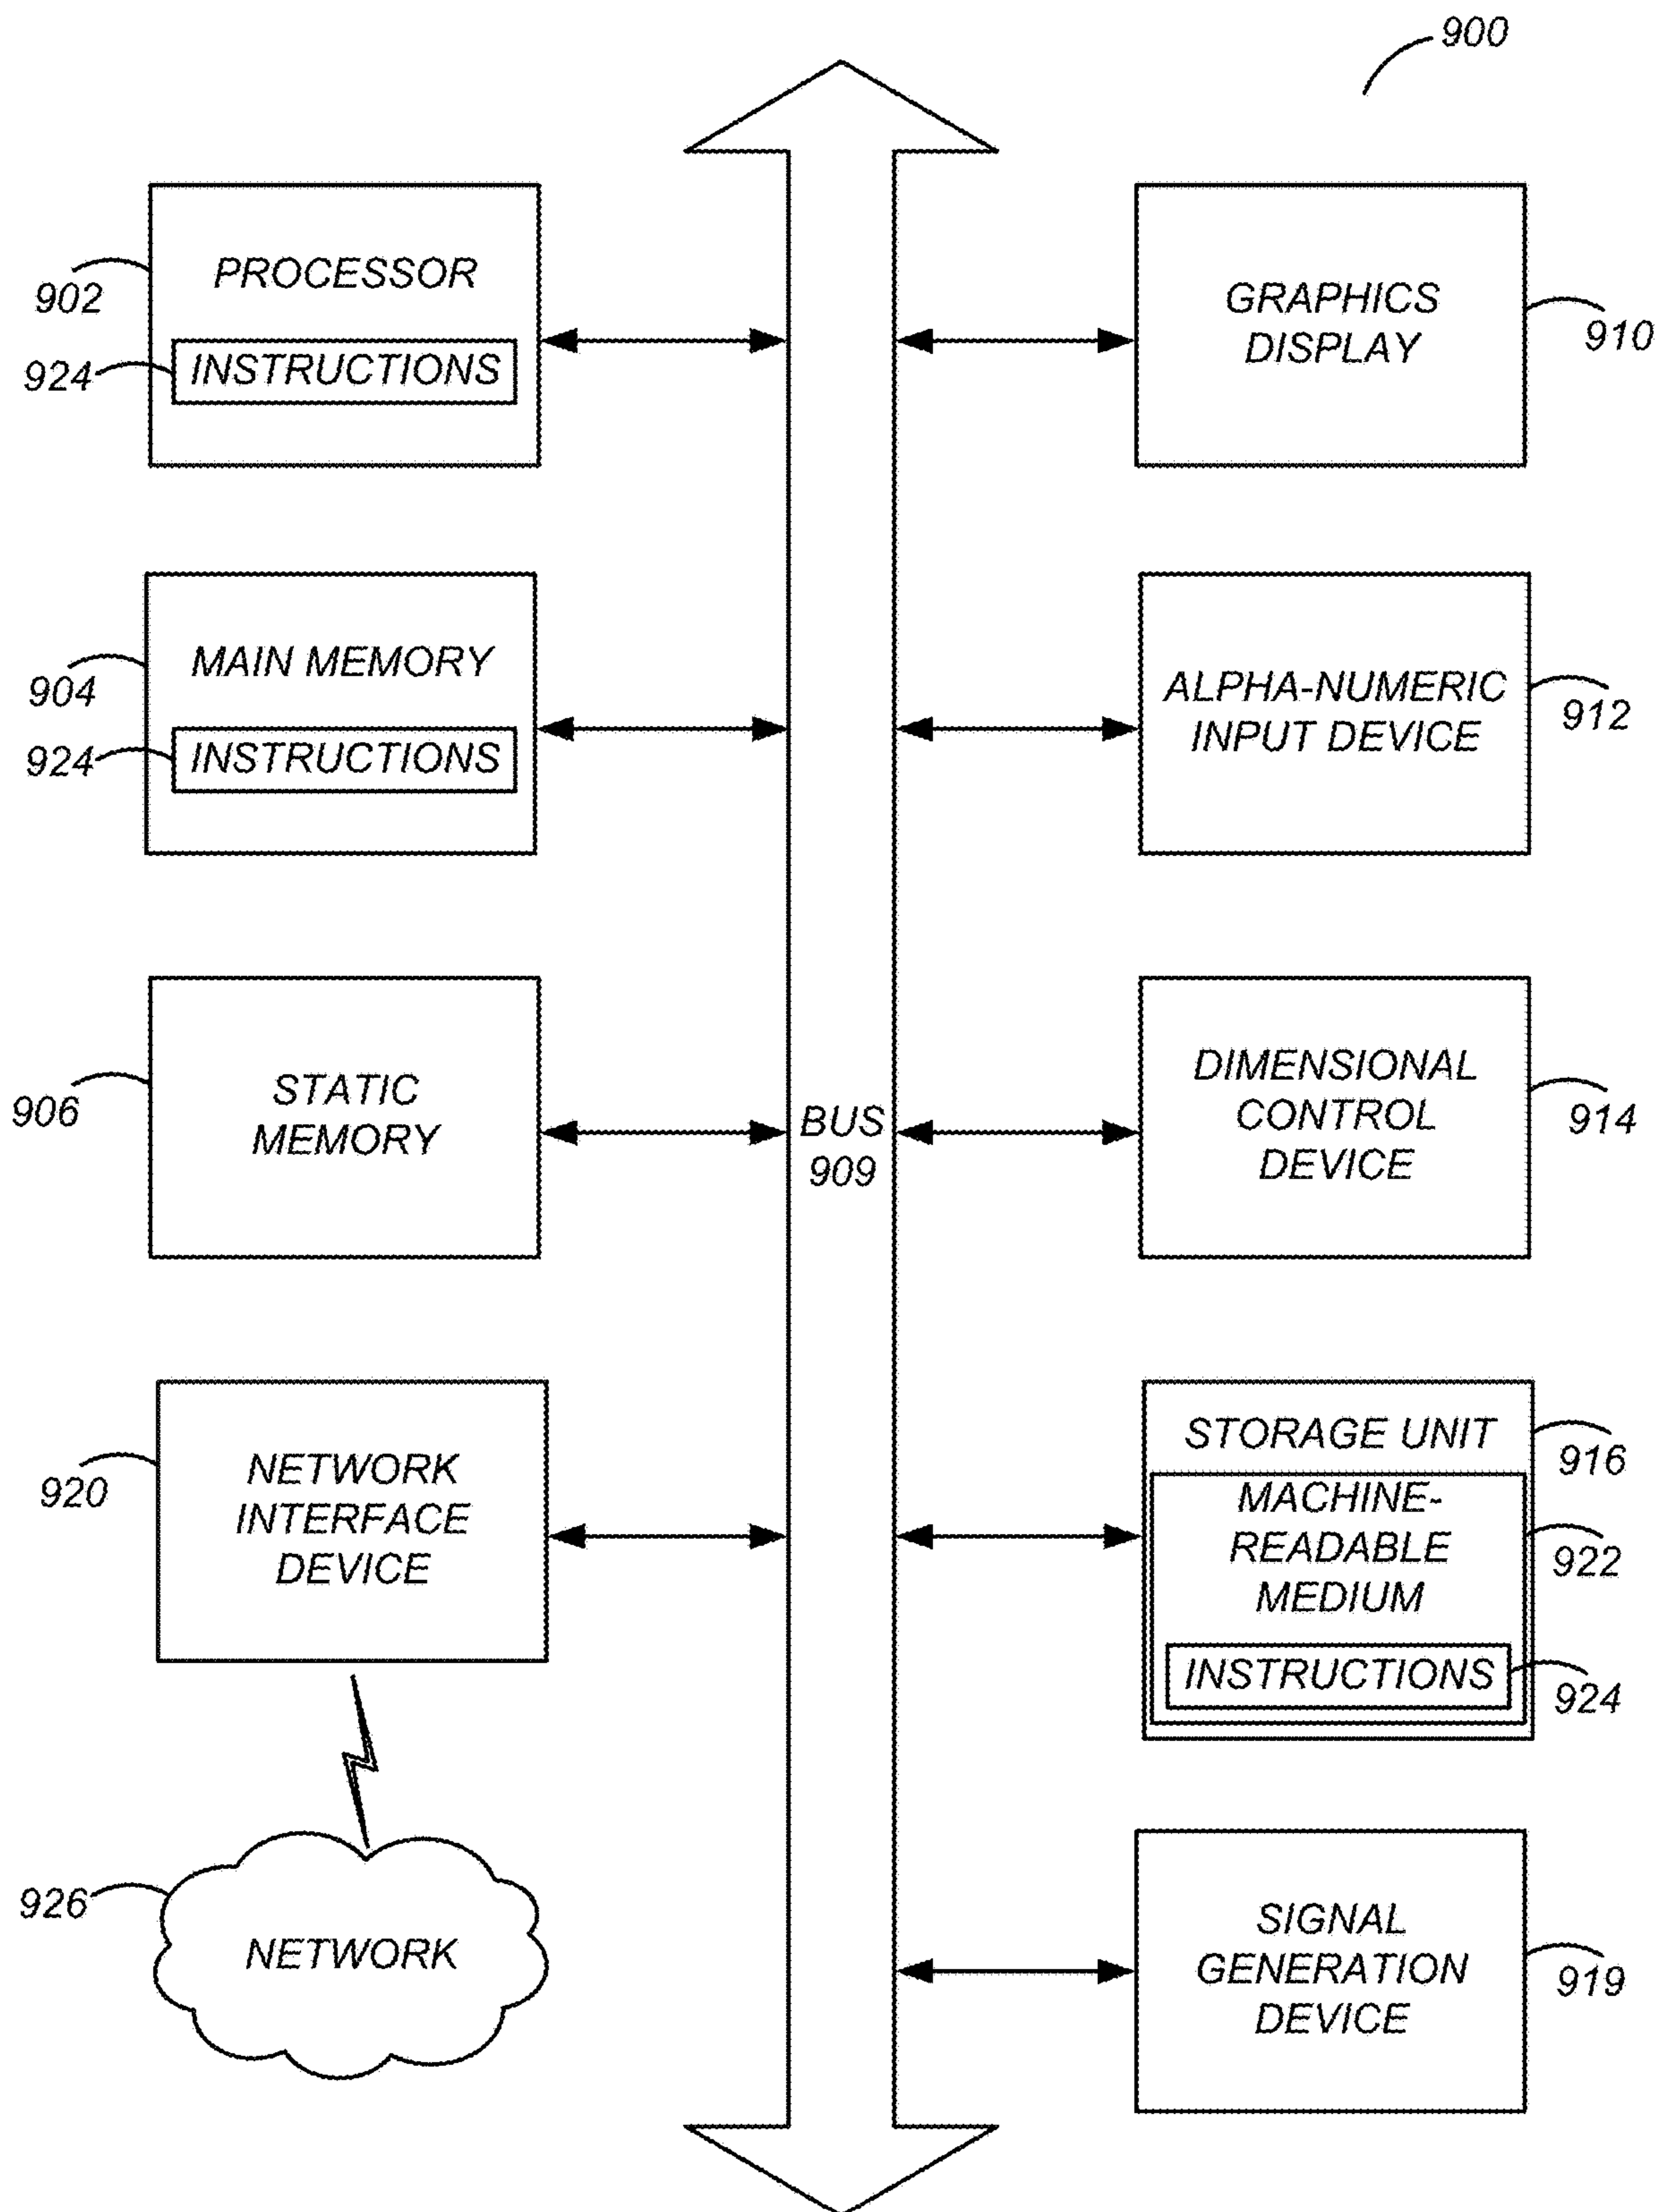 900
PROCESSOR
902
924
INSTRUCTIONS
GRAPHICS
DISPLAY
910
MAIN MEMORY
904
924
INSTRUCTIONS
ALPHA-NUMERIC
INPUT DEVICE
912
STATIC
MEMORY
906
BUS
909
DIMENSIONAL
CONTROL
DEVICE
914
NETWORK
INTERFACE
DEVICE
920
STORAGE UNIT
916
MACHINE-
READABLE
MEDIUM
922
INSTRUCTIONS
924
926
NETWORK
SIGNAL
GENERATION
DEVICE
919